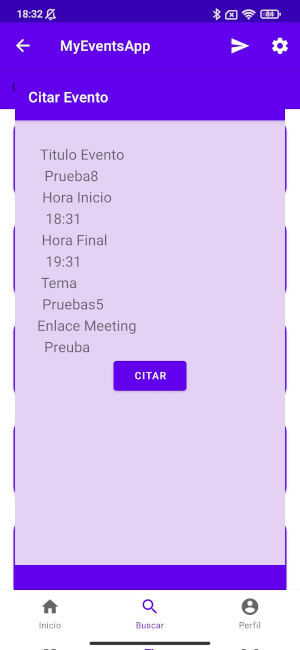 18:32
84
MyEventsApp
Citar Evento
Titulo Evento
Prueba8
Hora Inicio
18:31
Hora Final
19:31
Tema
Pruebas5
Enlace Meeting
Preuba
CITAR
Inicio
Buscar
Perfil